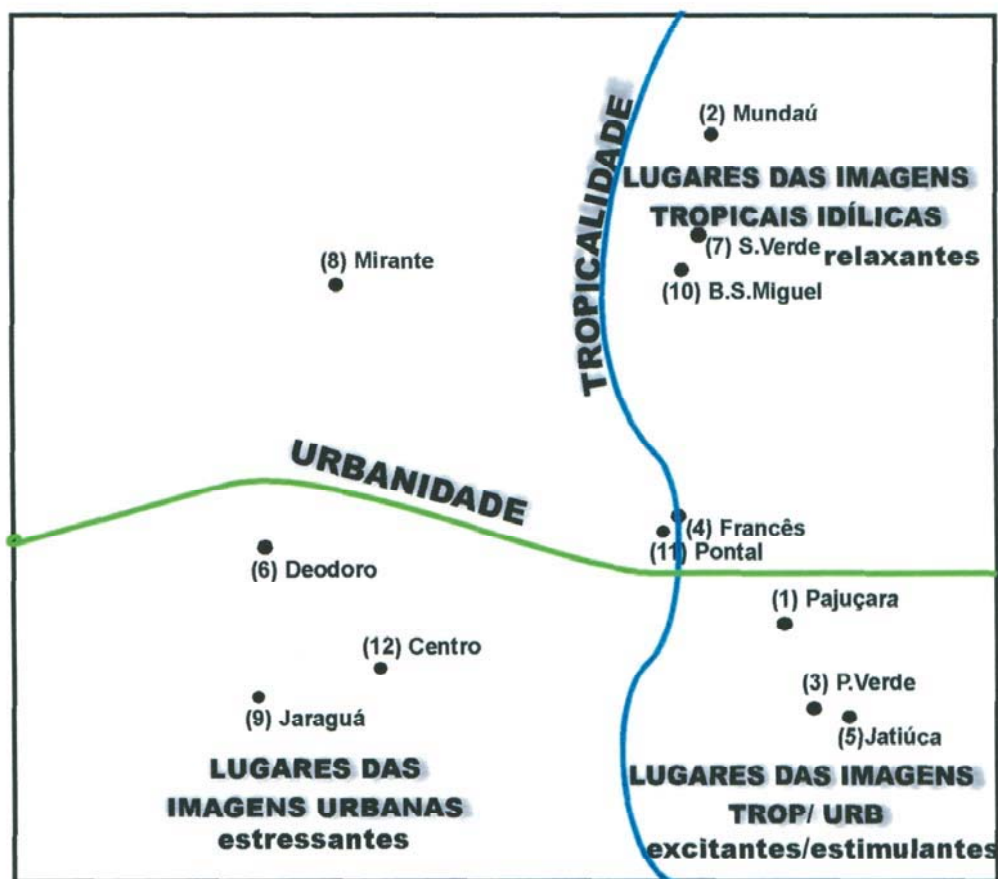 TROPICALIDADE
(2) Mundaú
LUGARES DAS IMAGENS
TROPICAIS IDÍLICAS
(7) S.Verde relaxantes
(10) B.S.Miguel
(8) Mirante
URBANIDADE
(4) Francês
(11) Pontal
(6) Deodoro
(1) Pajuçara
(12) Centro
(3) P.Verde
(9) Jaraguá
(5)Jatiúca
LUGARES DAS
IMAGENS URBANAS
estressantes
LUGARES DAS IMAGENS
TROP/ URB
excitantes/estimulantes